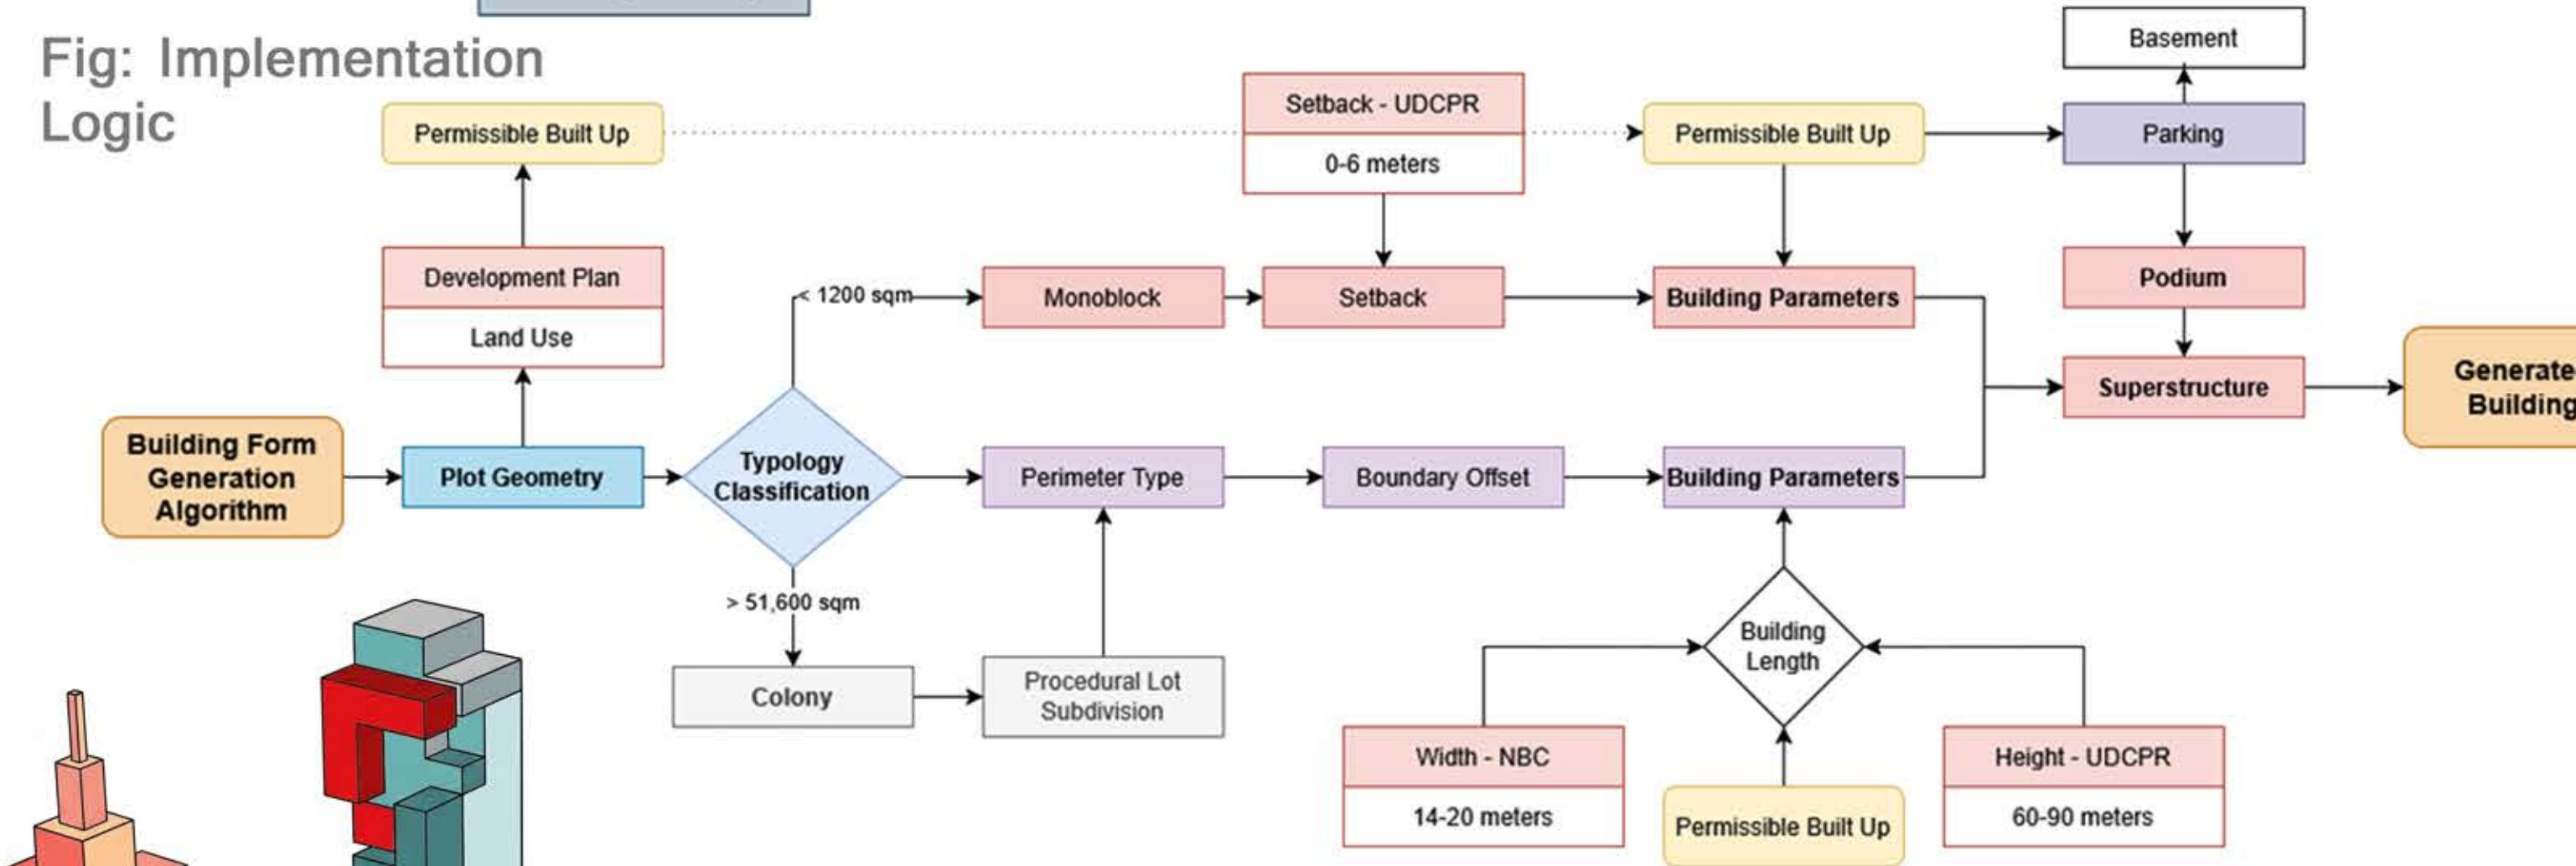 Fig: Implementation
Logic
Basement
Setback - UDCPR
0-6 meters
Permissible Built Up
Permissible Built Up
Parking
Development Plan
Land Use
< 1200 sqm
Monoblock
Setback
Building Parameters
Podium
Superstructure
Building Form
Generation
Algorithm
Plot Geometry
Typology
Classification
Perimeter Type
Boundary Offset
Building Parameters
Generate
Building
> 51,600 sqm
Colony
Procedural Lot
Subdivision
Building
Length
Width - NBC
14-20 meters
Permissible Built Up
Height - UDCPR
60-90 meters